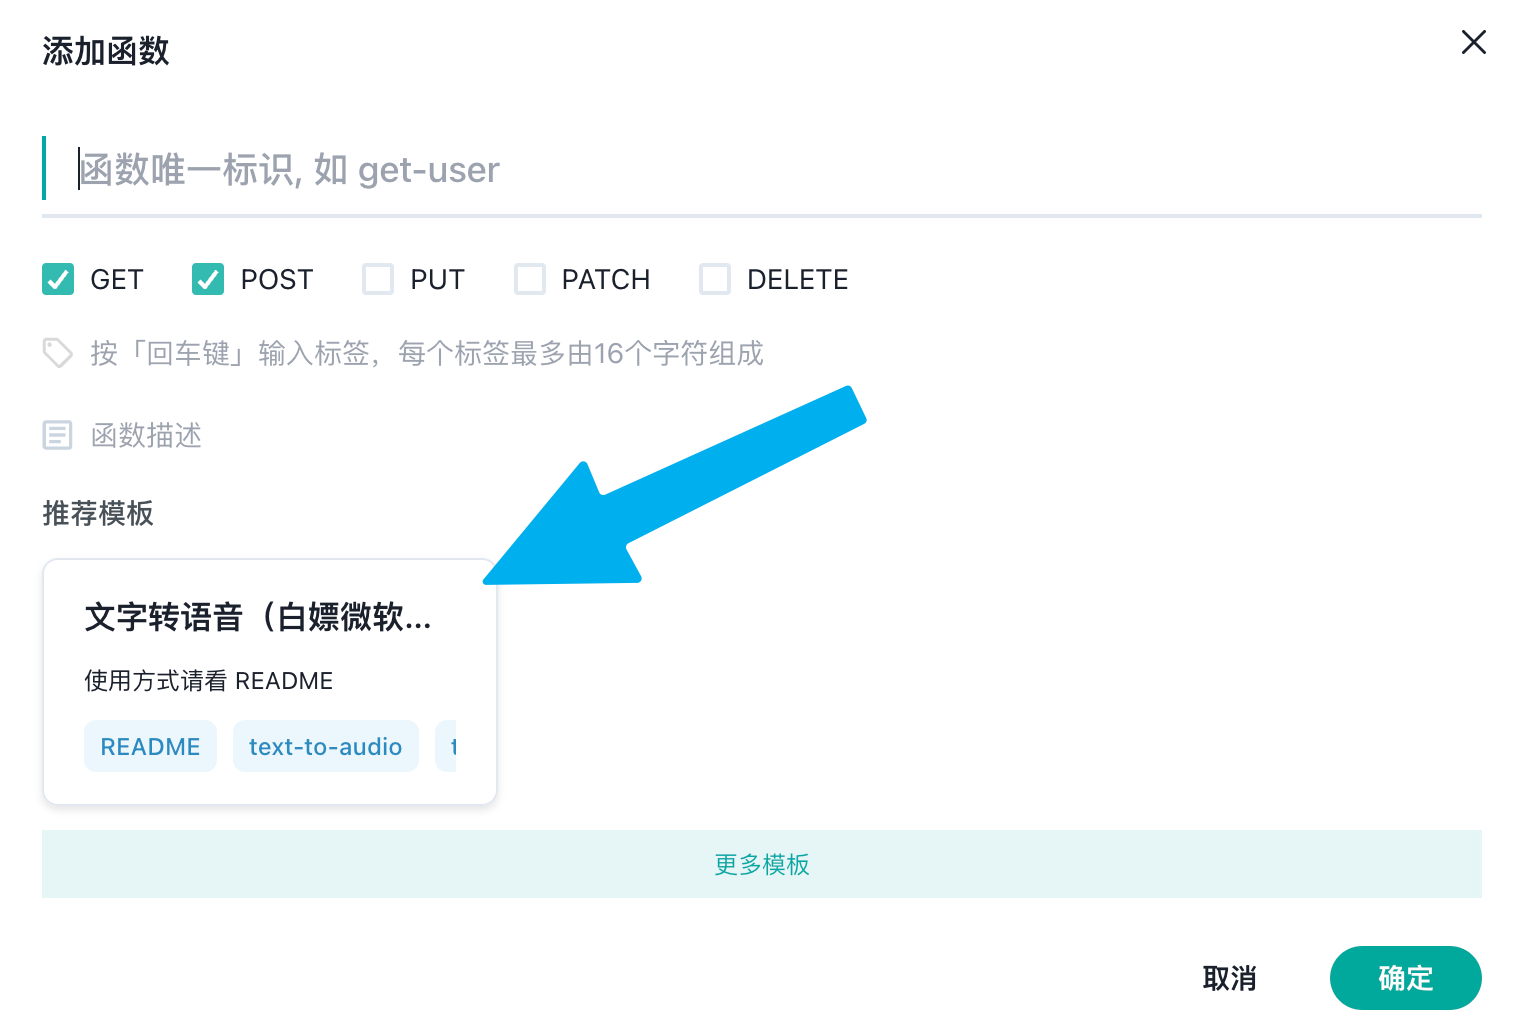 添加函数
函数唯一标识, 如 get-user
GET POST PUT PATCH DELETE
按「回车键」输入标签，每个标签最多由16个字符组成
函数描述
推荐模板
文字转语音（白嫖微软...
使用方式请看 README
README text-to-audio t
更多模板
取消 确定